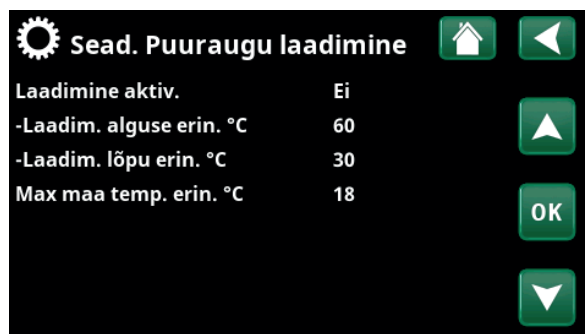 Sead. Puuraugu laadimine
Laadimine aktiv. Ei
-Laadim. alguse erin. °C 60
-Laadim. lõpu erin. °C 30
Max maa temp. erin. °C 18
OK